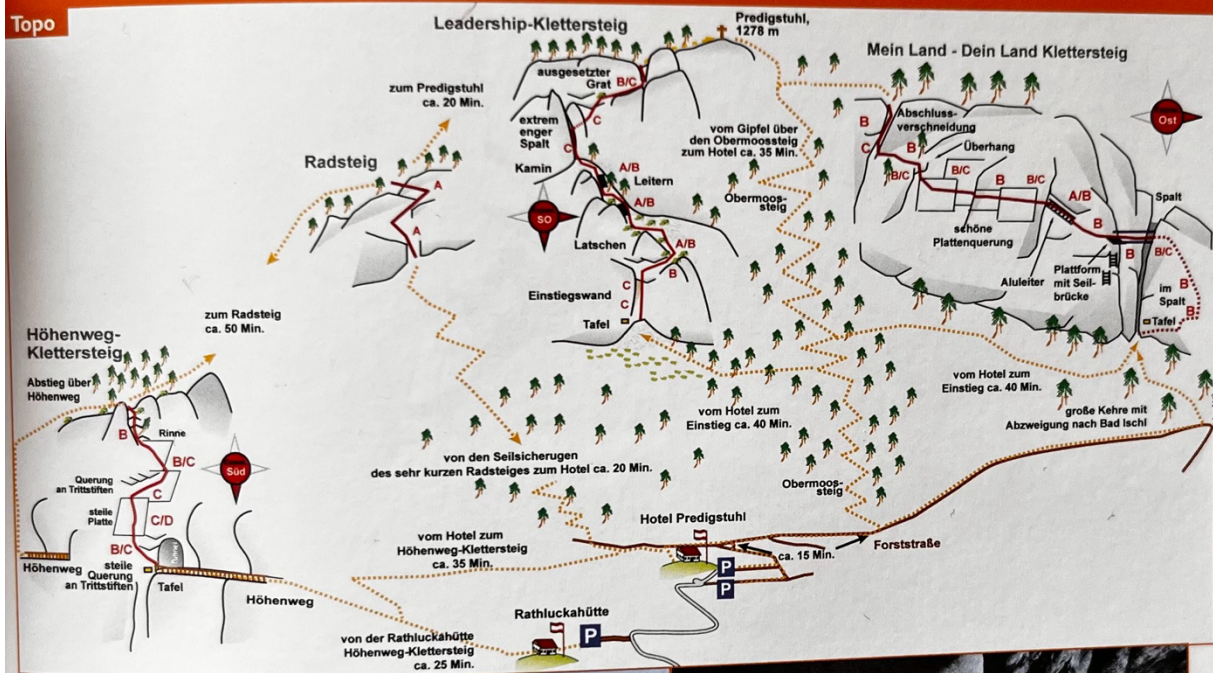 Topo
Leadership-Klettersteig
Predigstuhl,
1278 m
Mein Land - Dein Land Klettersteig
ausgesetzter
Grat
B/C
C
extrem
enger
Spalt
C
Kamin
A/B
Leitern
A/B
SO
Latschen
A/B
B
C
Einstiegswand
C
Tafel
zum Predigstuhl
ca. 20 Min.
Radsteig
A
A
vom Gipfel über
den Obermoossteig
zum Hotel ca. 35 Min.
Obermoos-
steig
Ost
B
Abschluss-
verschneidung
C
B
Überhang
B/C
B/C
B
B/C
A/B
Spalt
schöne
Plattenquerung
B
B
B/C
Aluleiter
Plattform
mit Seil-
brücke
im
Spalt
B
B
Tafel
zum Radsteig
ca. 50 Min.
Höhenweg-
Klettersteig
Abstieg über
Höhenweg
B
Rinne
B/C
Süd
Querung
an Trittstiften
C
steile
Platte
C/D
B/C
Tunnel
steile
Querung
an Trittstiften
Tafel
Höhenweg
Höhenweg
vom Hotel zum
Einstieg ca. 40 Min.
vom Hotel zum
Einstieg ca. 40 Min.
große Kehre mit
Abzweigung nach Bad Ischl
von den Seilsicherugen
des sehr kurzen Radsteiges zum Hotel ca. 20 Min.
Obermoos-
steig
Hotel Predigstuhl
ca. 15 Min.
Forststraße
vom Hotel zum
Höhenweg-Klettersteig
ca. 35 Min.
P
P
Rathluckahütte
P
von der Rathluckahütte
Höhenweg-Klettersteig
ca. 25 Min.